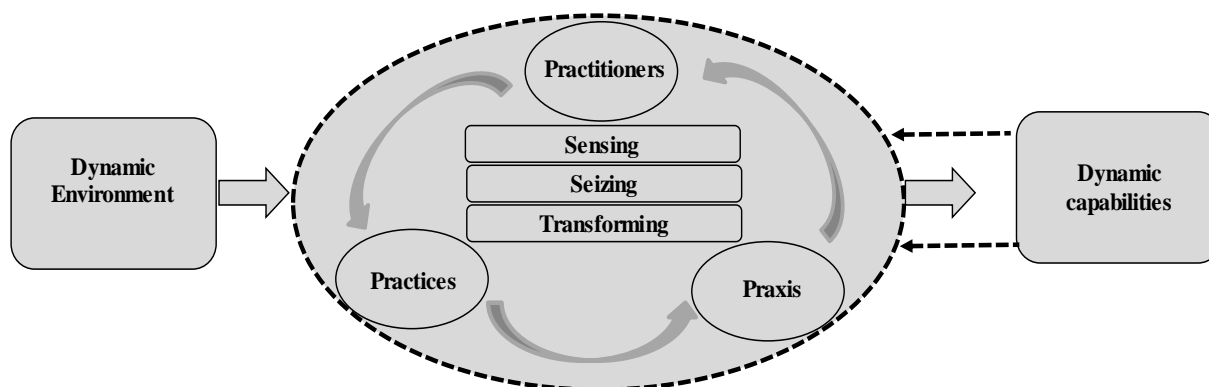 Practitioners
Sensing
Seizing
Transforming
Dynamic
Environment
Dynamic
capabilities
Practices
Praxis